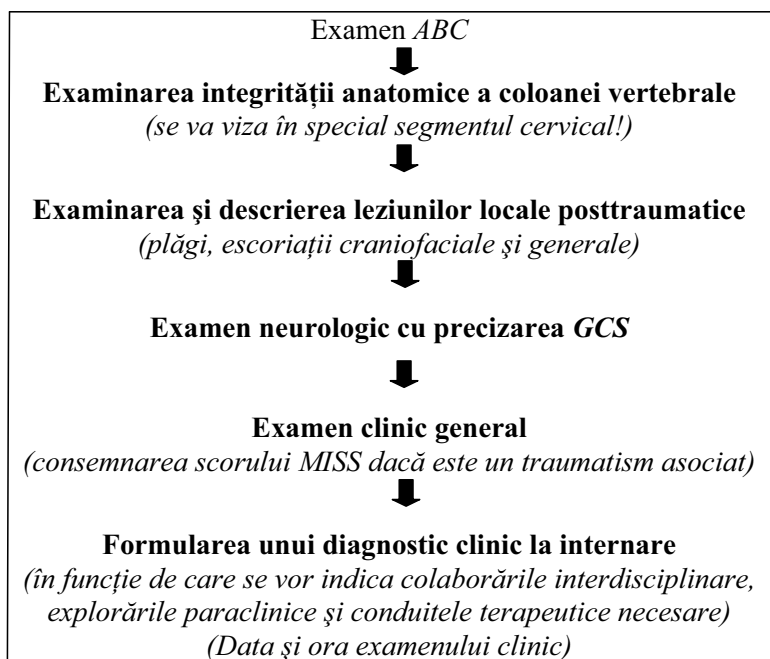 Examen ABC
Examinarea integrității anatomice a coloanei vertebrale
(se va viza în special segmentul cervical!)
Examinarea şi descrierea leziunilor locale posttraumatice
(plăgi, escoriații craniofaciale şi generale)
Examen neurologic cu precizarea GCS
Examen clinic general
(consemnarea scorului MISS dacă este un traumatism asociat)
Formularea unui diagnostic clinic la internare
(în funcție de care se vor indica colaborările interdisciplinare,
explorările paraclinice şi conduitele terapeutice necesare)
(Data şi ora examenului clinic)